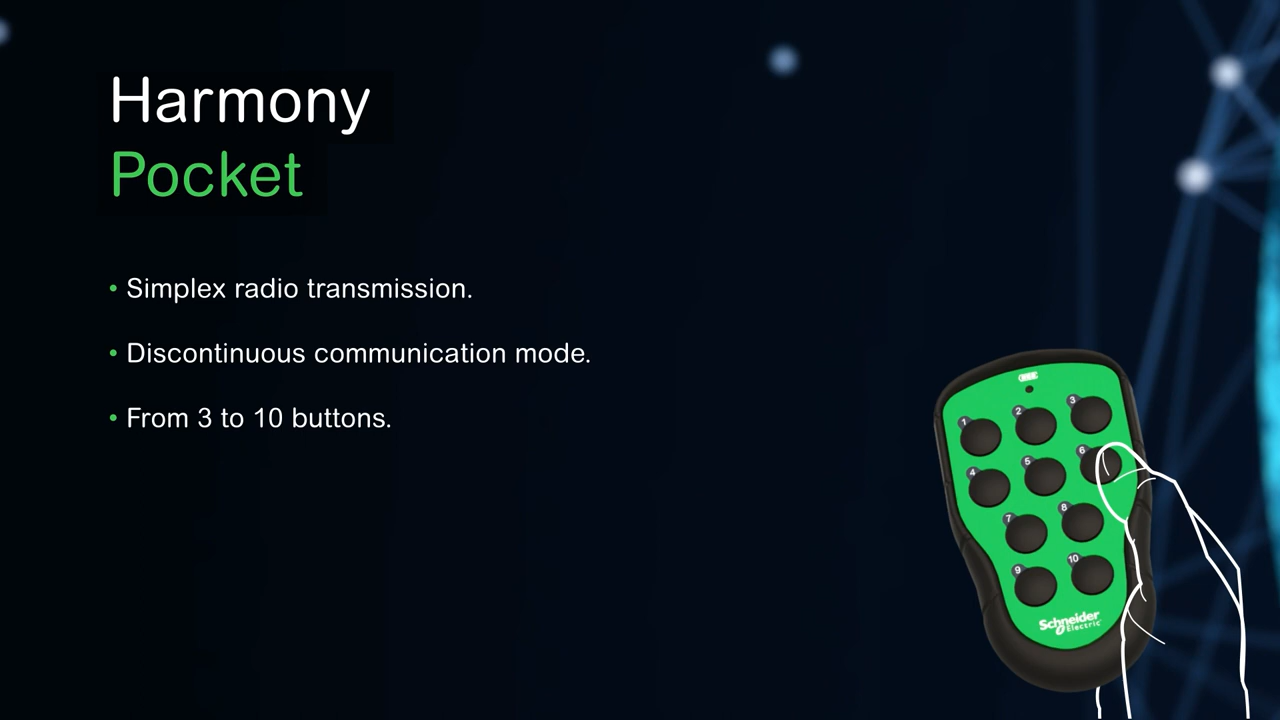 Harmony
Pocket
• Simplex radio transmission.
• Discontinuous communication mode.
• From 3 to 10 buttons.
1
2
3
4
5
6
7
8
9
10
Schneider
Electric